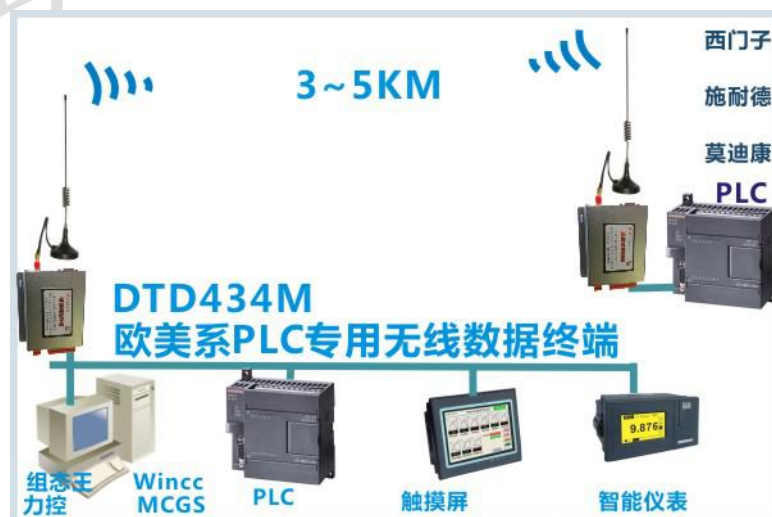 3~5KM
西门子
施耐德
莫迪康
PLC
DTD434M
欧美系PLC专用无线数据终端
9.876
组态王
力控
Wincc
MCGS
PLC
触摸屏
智能仪表